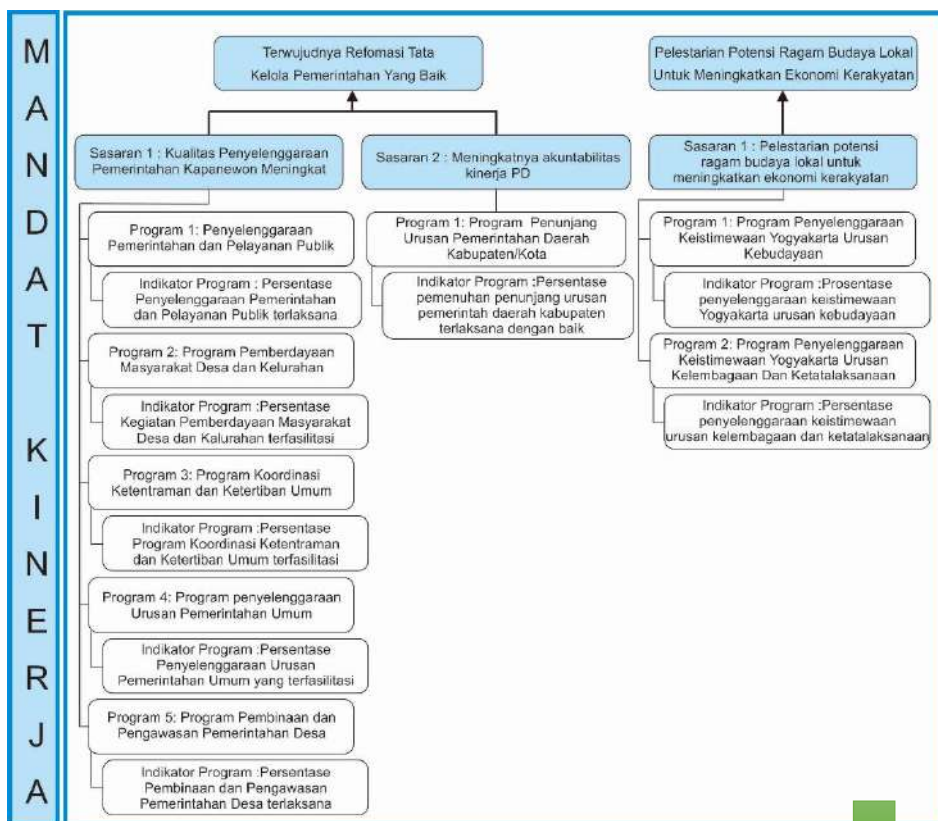 MANDAT KINERJA
Terwujudnya Refomasi Tata
Kelola Pemerintahan Yang Baik
Pelestarian Potensi Ragam Budaya Lokal
Untuk Meningkatkan Ekonomi Kerakyatan
Sasaran 1 : Kualitas Penyelenggaraan
Pemerintahan Kapanewon Meningkat
Program 1: Penyelenggaraan
Pemerintahan dan Pelayanan Publik
Indikator Program : Persentase
Penyelenggaraan Pemerintahan
dan Pelayanan Publik terlaksana
Program 2: Program Pemberdayaan
Masyarakat Desa dan Kelurahan
Indikator Program :Persentase
Kegiatan Pemberdayaan Masyarakat
Desa dan Kalurahan terfasilitasi
Program 3: Program Koordinasi
Ketentraman dan Ketertiban Umum
Indikator Program :Persentase
Program Koordinasi Ketentraman
dan Ketertiban Umum terfasilitasi
Program 4: Program penyelenggaraan
Urusan Pemerintahan Umum
Indikator Program :Persentase
Penyelenggaraan Urusan
Pemerintahan Umum yang terfasilitasi
Program 5: Program Pembinaan dan
Pengawasan Pemerintahan Desa
Indikator Program :Persentase
Pembinaan dan Pengawasan
Pemerintahan Desa terlaksana
Sasaran 2 : Meningkatnya akuntabilitas
kinerja PD
Program 1: Program Penunjang
Urusan Pemerintahan Daerah
Kabupaten/Kota
Indikator Program :Persentase
pemenuhan penunjang urusan
pemerintah daerah kabupaten
terlaksana dengan baik
Sasaran 1 : Pelestarian potensi
ragam budaya lokal untuk
meningkatkan ekonomi kerakyatan
Program 1: Program Penyelenggaraan
Keistimewaan Yogyakarta Urusan
Kebudayaan
Indikator Program :Prosentase
penyelenggaraan keistimewaan
Yogyakarta urusan kebudayaan
Program 2: Program Penyelenggaraan
Keistimewaan Yogyakarta Urusan
Kelembagaan Dan Ketatalaksanaan
Indikator Program :Persentase
penyelenggaraan keistimewaan
urusan kelembagaan dan ketatalaksanaan